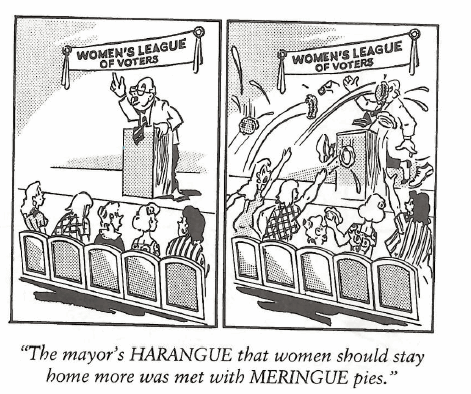 WOMEN'S LEAGUE
OF VOTERS
WOMEN'S LEAGUE
OF VOTERS
"The mayor's HARANGUE that women should stay
home more was met with MERINGUE pies."